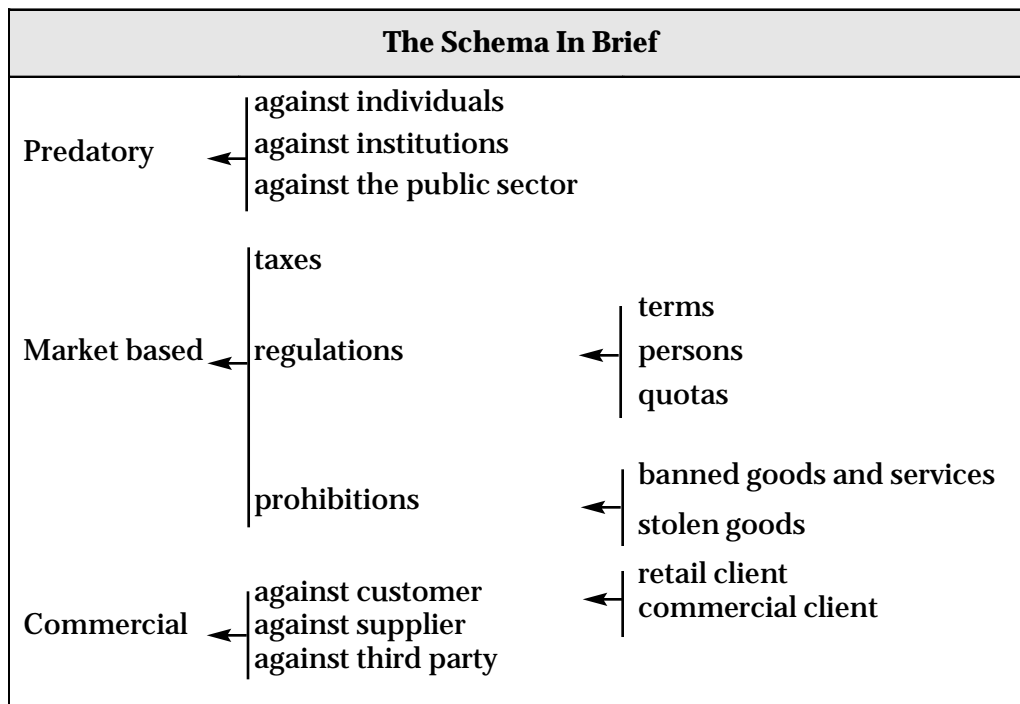 The Schema In Brief
Predatory
against individuals
against institutions
against the public sector
Market based
taxes
regulations
terms
persons
quotas
prohibitions
banned goods and services
stolen goods
Commercial
against customer
against supplier
against third party
retail client
commercial client